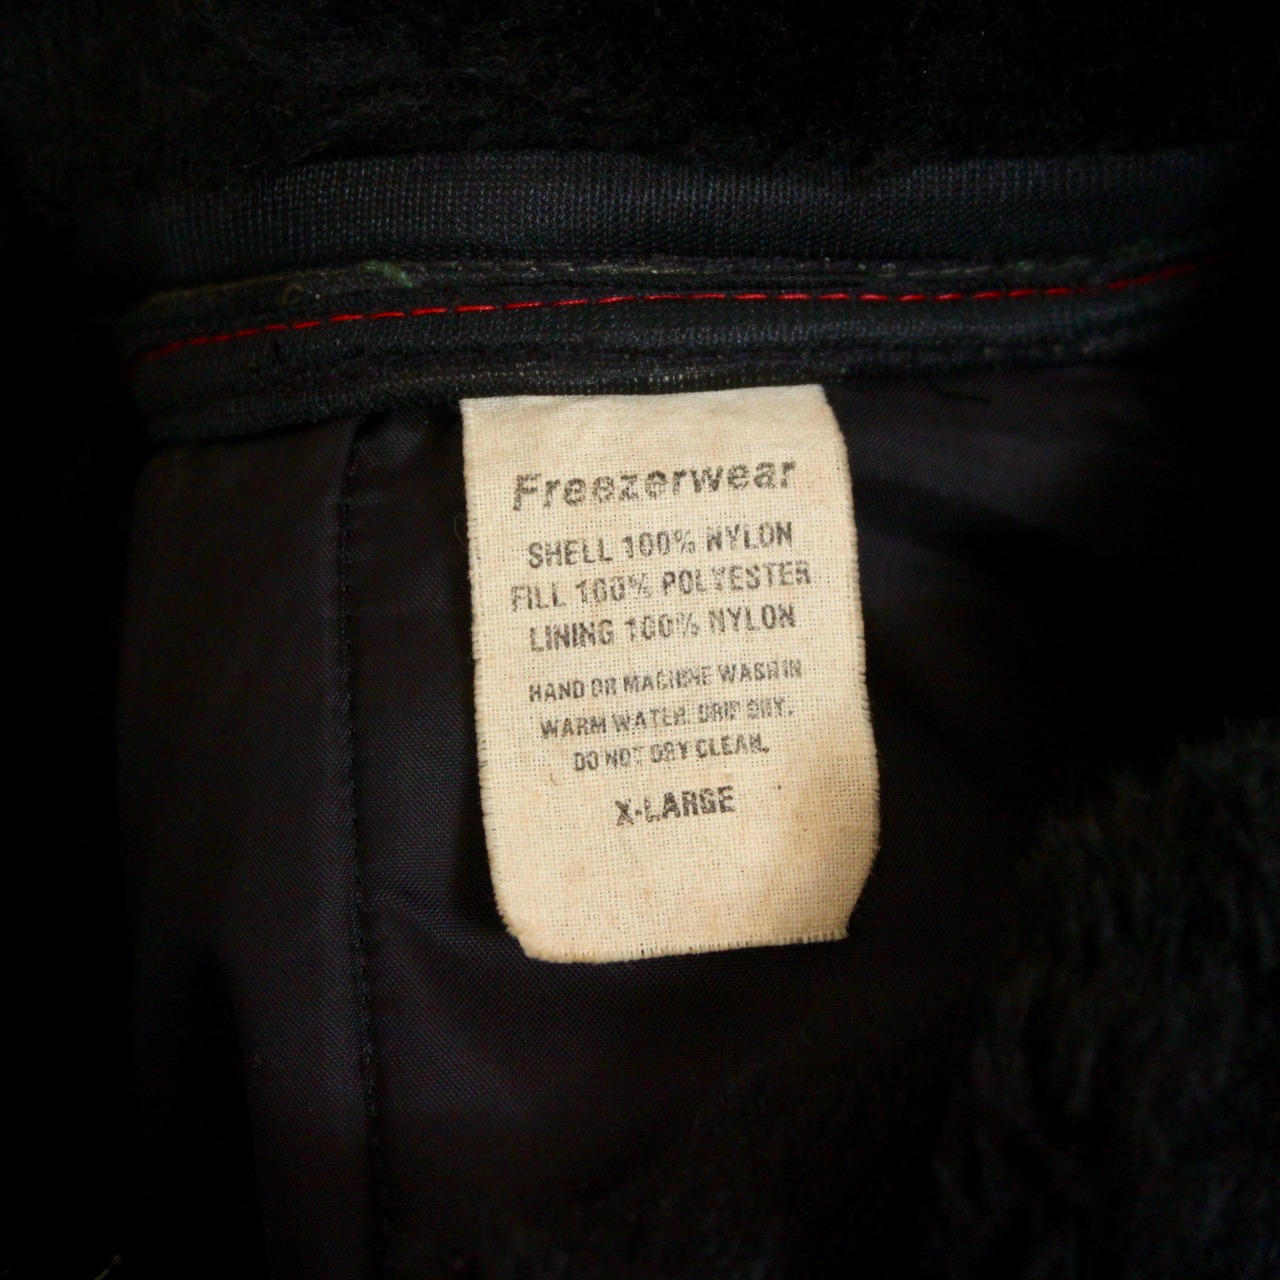 Freezerwear
SHELL 100% NYLON
FILL 100% POLYESTER
LINING 100% NYLON
HAND OR MACHINE WASH IN
WARM WATER. DRIP DRY.
DO NOT DRY CLEAN.
X-LARGE